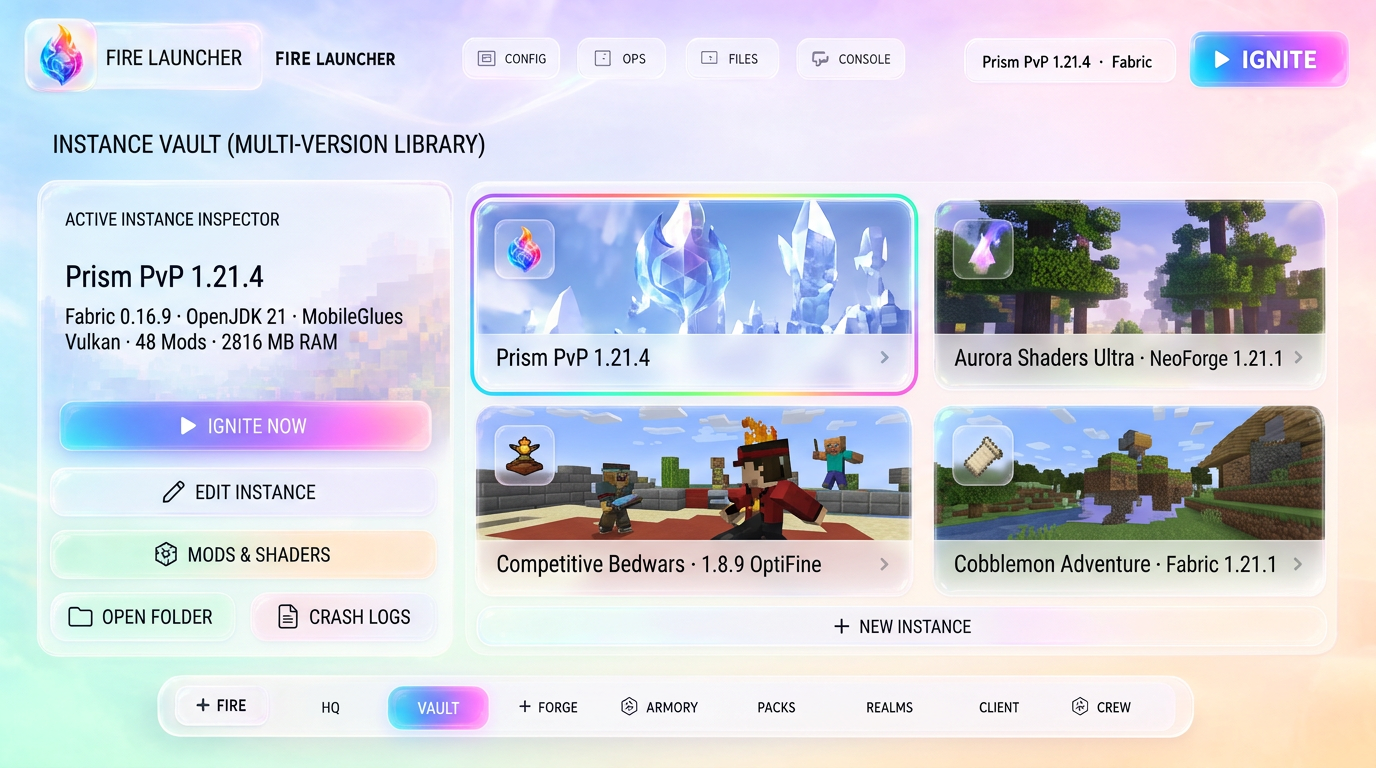 FIRE LAUNCHER
FIRE LAUNCHER
CONFIG
OPS
FILES
CONSOLE
Prism PvP 1.21.4 · Fabric
IGNITE
INSTANCE VAULT (MULTI-VERSION LIBRARY)
ACTIVE INSTANCE INSPECTOR
Prism PvP 1.21.4
Fabric 0.16.9 · OpenJDK 21 · MobileGlues
Vulkan · 48 Mods · 2816 MB RAM
IGNITE NOW
EDIT INSTANCE
MODS & SHADERS
OPEN FOLDER
CRASH LOGS
Prism PvP 1.21.4
Aurora Shaders Ultra · NeoForge 1.21.1
Competitive Bedwars · 1.8.9 OptiFine
Cobblemon Adventure · Fabric 1.21.1
+ NEW INSTANCE
+ FIRE
HQ
VAULT
+ FORGE
ARMORY
PACKS
REALMS
CLIENT
CREW